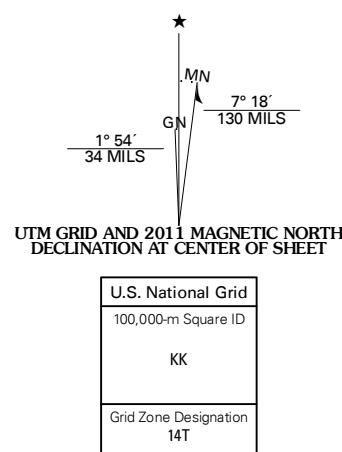 ★
MN
GN
7° 18´
130 MILS
1° 54´
34 MILS
UTM GRID AND 2011 MAGNETIC NORTH
DECLINATION AT CENTER OF SHEET
U.S. National Grid
100,000-m Square ID
KK
Grid Zone Designation
14T